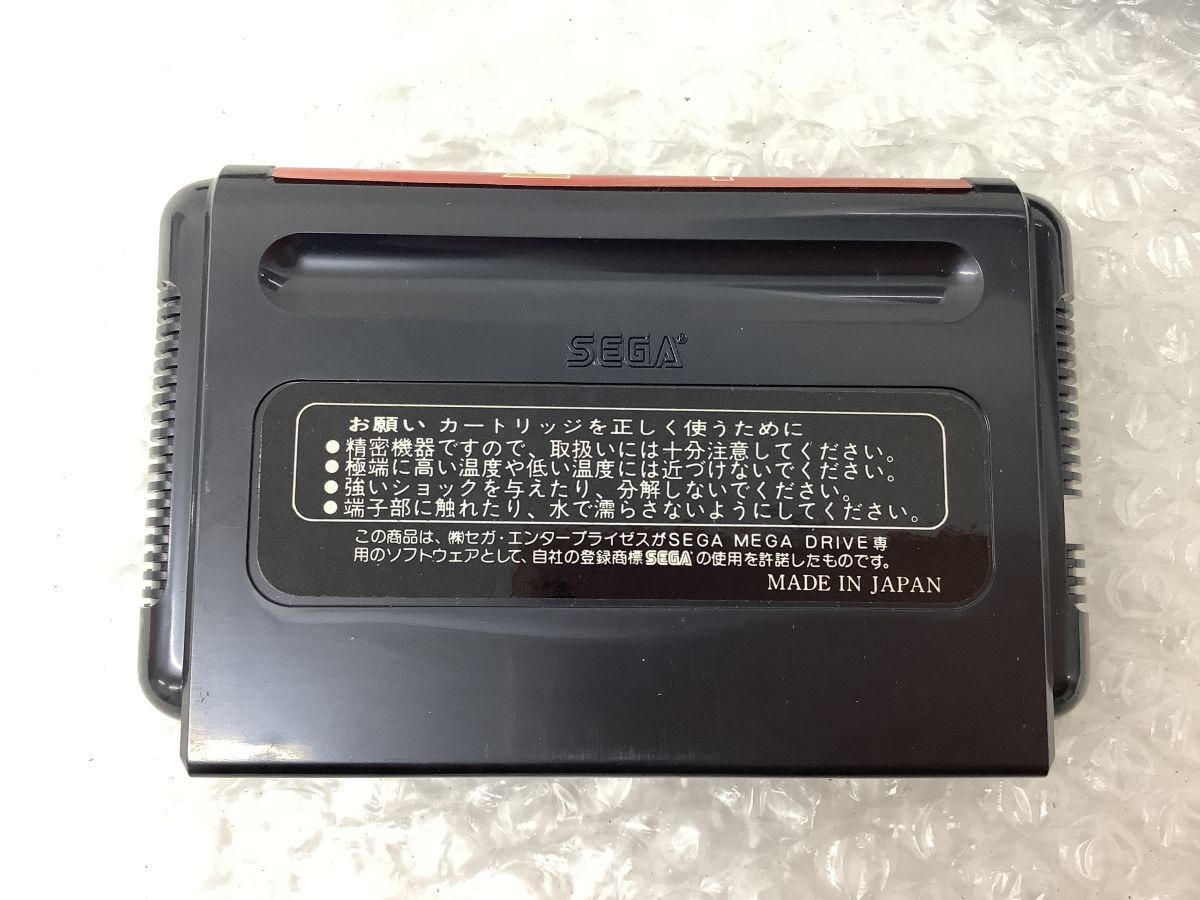 SEGA®
お願い カートリッジを正しく使うために
●精密機器ですので、取扱いには十分注意してください。
●極端に高い温度や低い温度には近づけないでください。
●強いショックを与えたり、分解しないでください。
●端子部に触れたり、水で濡らさないようにしてください。
この商品は、㈱セガ・エンタープライゼスがSEGA MEGA DRIVE専
用のソフトウェアとして、自社の登録商標SEGAの使用を許諾したものです。
MADE IN JAPAN